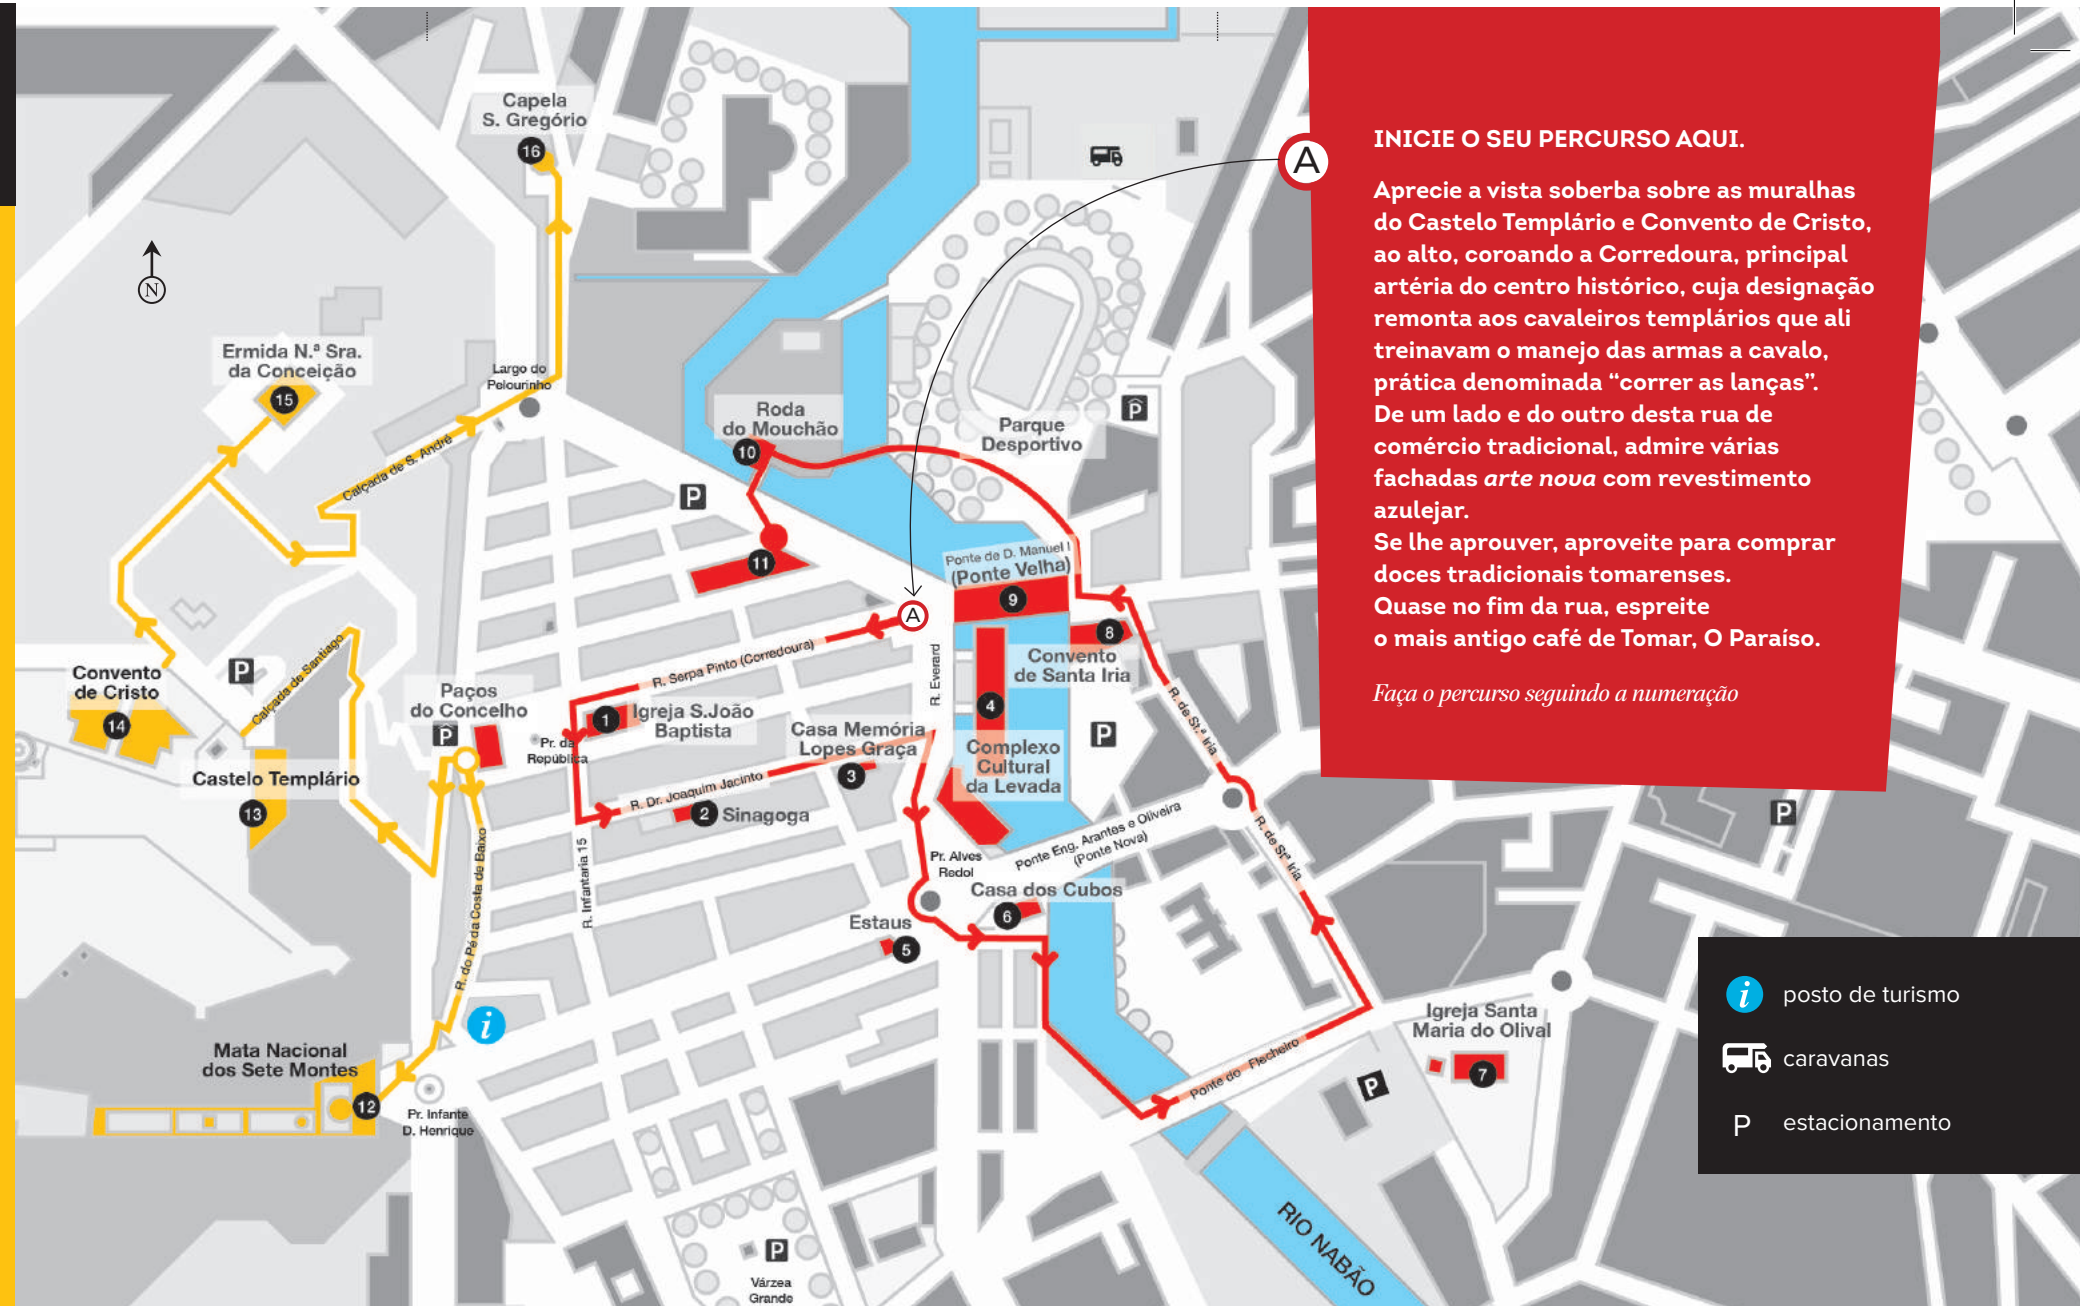 Capela
S. Gregório
16
N
Ermida N.ª Sra.
da Conceição
15
Largo do
Pelourinho
Calçada de S. André
Roda
do Mouchão
10
Parque
Desportivo
P
P
11
Ponte de D. Manuel I
(Ponte Velha)
9
A
8
Convento
de Santa Iria
R. Serpa Pinto (Corredoura)
R. Everard
Calçada de Santiago
P
Convento
de Cristo
14
Paços
do Concelho
P
1
Igreja S.João
Baptista
Pr. da
República
Casa Memória
Lopes Graça
3
4
P
Complexo
Cultural
da Levada
R. de St.ª Iria
Castelo Templário
13
R. Dr. Joaquim Jacinto
2
Sinagoga
R. Infantaria 15
R. do Pé da Costa de Baixo
Pr. Alves
Redol
Ponte Eng. Arantes e Oliveira
(Ponte Nova)
R. de St.ª Iria
Casa dos Cubos
6
Estaus
5
i
Mata Nacional
dos Sete Montes
12
Pr. Infante
D. Henrique
Igreja Santa
Maria do Olival
7
Ponte do Flecheiro
P
P
P
Várzea
Grande
RIO NABÃO
A
INICIE O SEU PERCURSO AQUI.
Aprecie a vista soberba sobre as muralhas
do Castelo Templário e Convento de Cristo,
ao alto, coroando a Corredoura, principal
artéria do centro histórico, cuja designação
remonta aos cavaleiros templários que ali
treinavam o manejo das armas a cavalo,
prática denominada “correr as lanças”.
De um lado e do outro desta rua de
comércio tradicional, admire várias
fachadas arte nova com revestimento
azulejar.
Se lhe aprouver, aproveite para comprar
doces tradicionais tomarenses.
Quase no fim da rua, espreite
o mais antigo café de Tomar, O Paraíso.
Faça o percurso seguindo a numeração
i posto de turismo
caravanas
P estacionamento